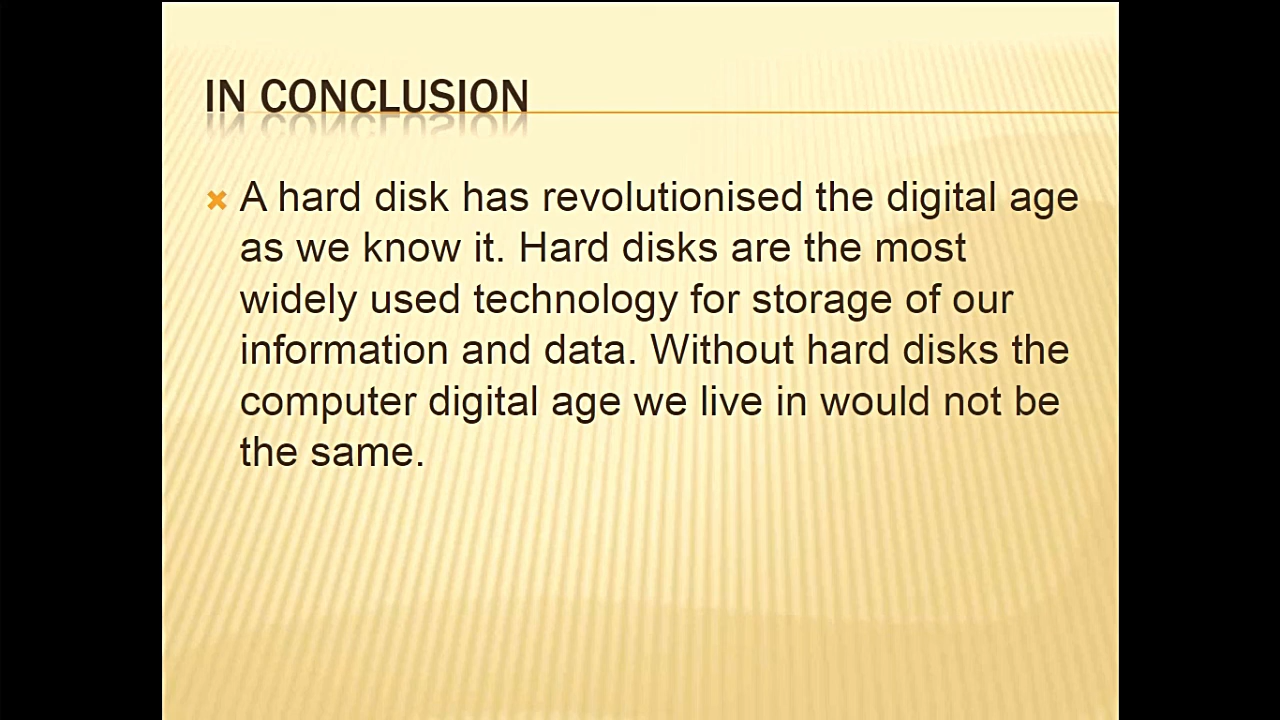 IN CONCLUSION
A hard disk has revolutionised the digital age
as we know it. Hard disks are the most
widely used technology for storage of our
information and data. Without hard disks the
computer digital age we live in would not be
the same.